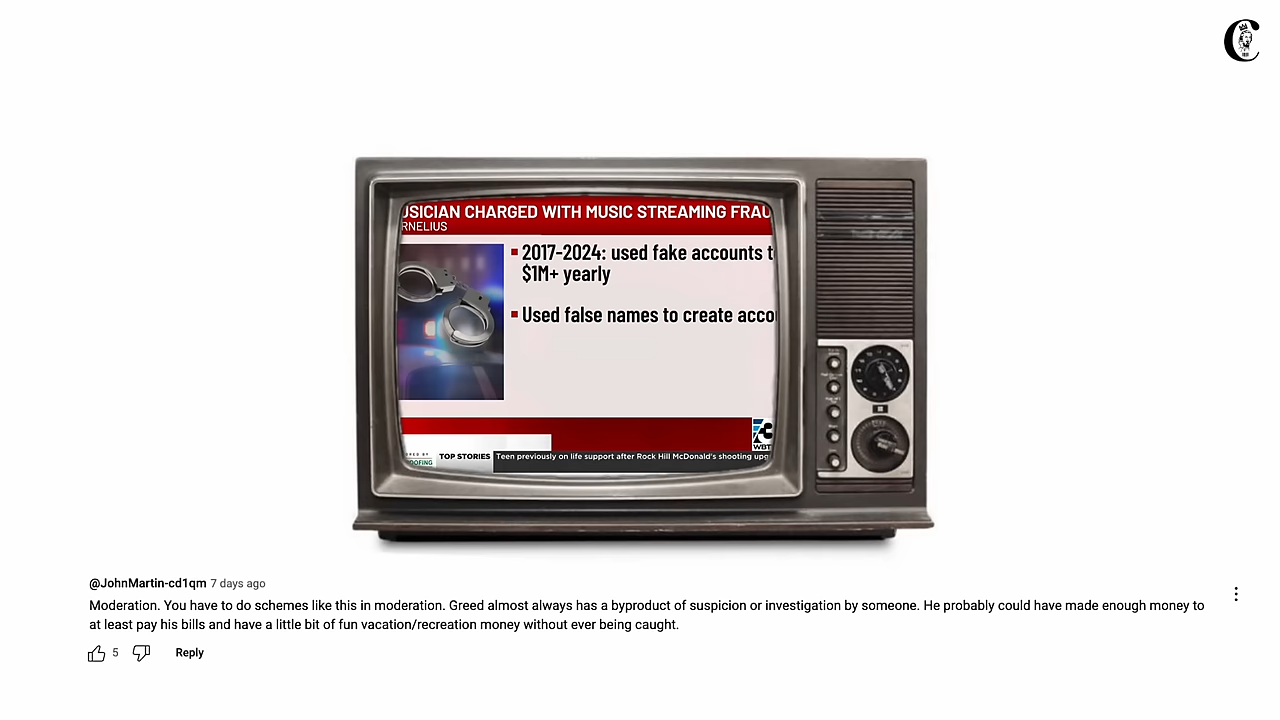 C
USICIAN CHARGED WITH MUSIC STREAMING FRAU
RNELIUS
2017-2024: used fake accounts t
$1M+ yearly
Used false names to create acco
WBT
OOFING
TOP STORIES
Teen previously on life support after Rock Hill McDonald's shooting upg
@JohnMartin-cd1qm 7 days ago
Moderation. You have to do schemes like this in moderation. Greed almost always has a byproduct of suspicion or investigation by someone. He probably could have made enough money to
at least pay his bills and have a little bit of fun vacation/recreation money without ever being caught.
5
Reply